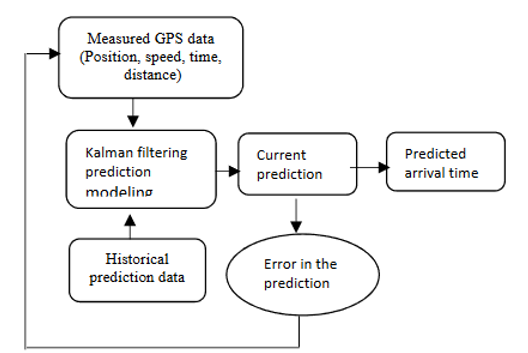 Measured GPS data
(Position, speed, time,
distance)
Kalman filtering
prediction
modeling
Current
prediction
Predicted
arrival time
Historical
prediction data
Error in the
prediction